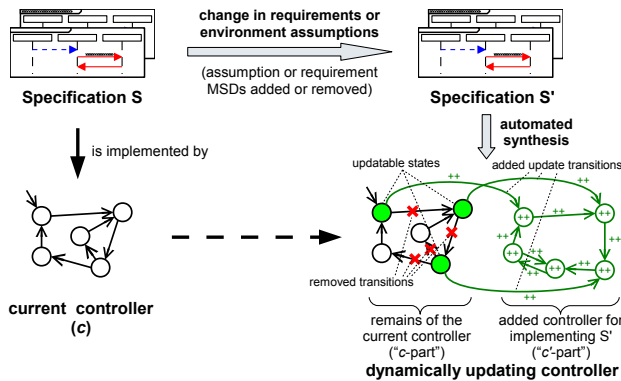 change in requirements or
environment assumptions
(assumption or requirement
MSDs added or removed)
Specification S
Specification S'
automated
synthesis
is implemented by
updatable states
added update transitions
++
++
++
++
++
++
++
++
++
++
++
++
++
++
removed transitions
current controller
(c)
remains of the
current controller
("c-part")
added controller for
implementing S'
("c'-part")
dynamically updating controller